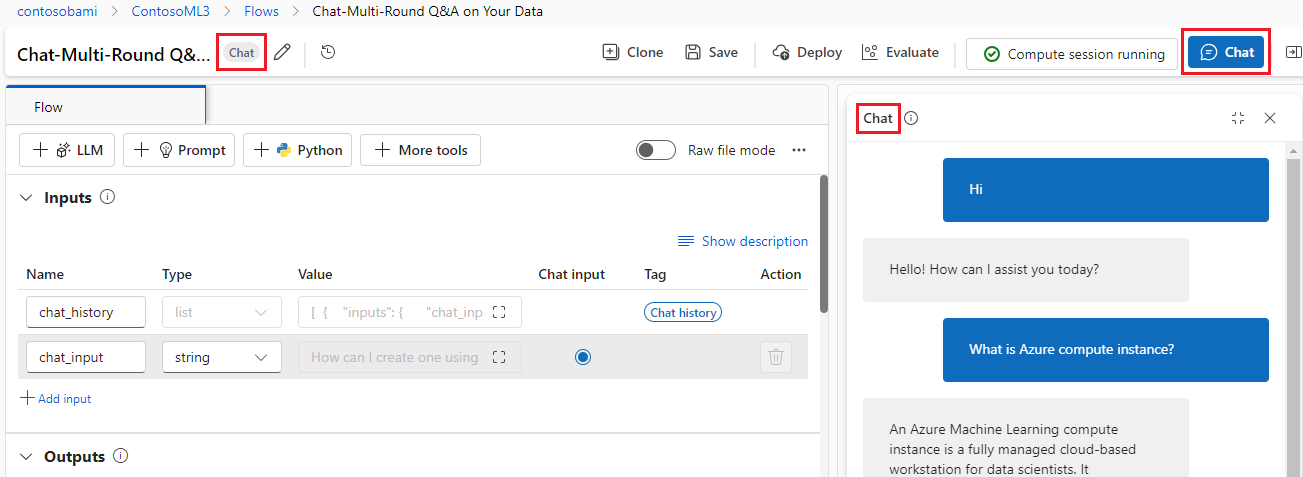 contosobami > ContosoML3 > Flows > Chat-Multi-Round Q&A on Your Data
Chat-Multi-Round Q&... Chat Clone Save Deploy Evaluate Compute session running Chat
Flow
LLM Prompt Python More tools Raw file mode ...
Inputs
Show description
Name Type Value Chat input Tag Action
chat_history list [ { "inputs": { "chat_inp Chat history
chat_input string How can I create one using
Add input
Outputs
Chat
Hi
Hello! How can I assist you today?
What is Azure compute instance?
An Azure Machine Learning compute
instance is a fully managed cloud-based
workstation for data scientists. It